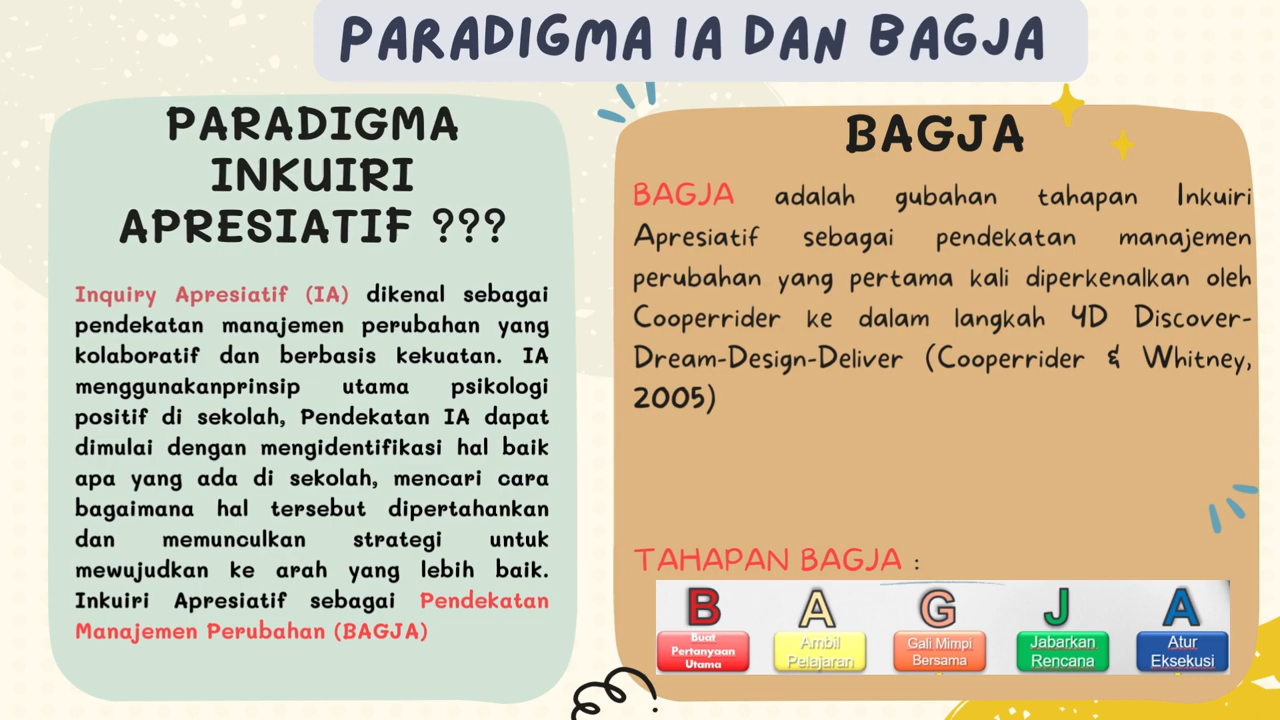 PARADIGMA IA DAN BAGJA
PARADIGMA
INKUIRI
APRESIATIF ???
Inquiry Apresiatif (IA) dikenal sebagai
pendekatan manajemen perubahan yang
kolaboratif dan berbasis kekuatan. IA
menggunakanprinsip utama psikologi
positif di sekolah, Pendekatan IA dapat
dimulai dengan mengidentifikasi hal baik
apa yang ada di sekolah, mencari cara
bagaimana hal tersebut dipertahankan
dan memunculkan strategi untuk
mewujudkan ke arah yang lebih baik.
Inkuiri Apresiatif sebagai Pendekatan
Manajemen Perubahan (BAGJA)
BAGJA
BAGJA adalah gubahan tahapan Inkuiri
Apresiatif sebagai pendekatan manajemen
perubahan yang pertama kali diperkenalkan oleh
Cooperrider ke dalam langkah 4D Discover-
Dream-Design-Deliver (Cooperrider & Whitney,
2005)
TAHAPAN BAGJA :
B A G J A
Buat
Pertanyaan
Utama
Ambil
Pelajaran
Gali Mimpi
Bersama
Jabarkan
Rencana
Atur
Eksekusi